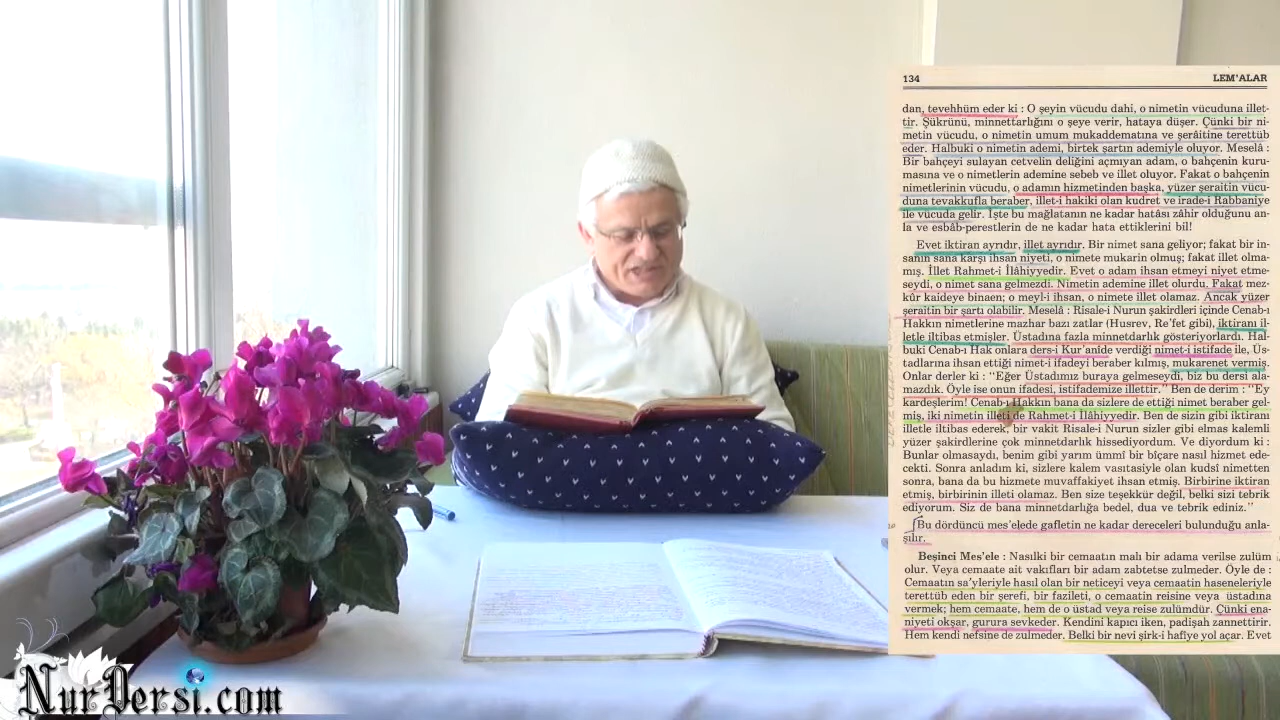 134 LEM'ALAR
dan, tevehhüm eder ki : O şeyin vücudu dahi, o nimetin vücuduna illet-
tir. Şükrünü, minnettarlığını o şeye verir, hataya düşer. Çünki bir ni-
metin vücudu, o nimetin umum mukaddematına ve şerâitine terettüb
eder. Halbuki o nimetin ademi, birtek şartın ademiyle oluyor. Meselâ :
Bir bahçeyi sulayan cetvelin deliğini açmıyan adam, o bahçenin kuru-
masına ve o nimetlerin ademine sebeb ve illet oluyor. Fakat o bahçenin
nimetlerinin vücudu, o adamın hizmetinden başka, yüzer şeraitin vücu-
duna tevakkufla beraber, illet-i hakiki olan kudret ve irade-i Rabbaniye
ile vücuda gelir. İşte bu mağlatanın ne kadar hatâsı zâhir olduğunu an-
la ve esbâb-perestlerin de ne kadar hata ettiklerini bil!
Evet iktiran ayrıdır, illet ayrıdır. Bir nimet sana geliyor; fakat bir in-
sanın sana karşı ihsan niyeti, o nimete mukarin olmuş; fakat illet olma-
mış. İllet Rahmet-i İlâhiyyedir. Evet o adam ihsan etmeyi niyet etme-
seydi, o nimet sana gelmezdi. Nimetin ademine illet olurdu. Fakat mez-
kûr kaideye binaen; o meyl-i ihsan, o nimete illet olamaz. Ancak yüzer
şeraitin bir şartı olabilir. Meselâ : Risale-i Nurun şakirdleri içinde Cenab-ı
Hakkın nimetlerine mazhar bazı zatlar (Husrev, Re'fet gibi), iktiranı il-
letle iltibas etmişler. Üstadına fazla minnetdarlık gösteriyorlardı. Hal-
buki Cenab-ı Hak onlara ders-i Kur'anîde verdiği nimet-i istifade ile, Üs-
tadlarına ihsan ettiği nimet-i ifadeyi beraber kılmış, mukarenet vermiş.
Onlar derler ki : "Eğer Üstadımız buraya gelmeseydi, biz bu dersi ala-
mazdık. Öyle ise onun ifadesi, istifademize illettir." Ben de derim : "Ey
kardeşlerim! Cenab-ı Hakkın bana da sizlere de ettiği nimet beraber gel-
miş, iki nimetin illeti de Rahmet-i İlâhiyyedir. Ben de sizin gibi iktiranı
illetle iltibas ederek, bir vakit Risale-i Nurun sizler gibi elmas kalemli
yüzer şakirdlerine çok minnetdarlık hissediyordum. Ve diyordum ki :
Bunlar olmasaydı, benim gibi yarım ümmî bir bîçare nasıl hizmet ede-
cekti. Sonra anladım ki, sizlere kalem vasıtasiyle olan kudsî nimetten
sonra, bana da bu hizmete muvaffakiyet ihsan etmiş. Birbirine iktiran
etmiş, birbirinin illeti olamaz. Ben size teşekkür değil, belki sizi tebrik
ediyorum. Siz de bana minnetdarlığa bedel, dua ve tebrik ediniz."
Bu dördüncü mes'elede gafletin ne kadar dereceleri bulunduğu anla-
şılır.
Beşinci Mes'ele : Nasılki bir cemaatın malı bir adama verilse zulüm
olur. Veya cemaate ait vakıfları bir adam zabtetse zulmeder. Öyle de :
Cemaatın sa'yleriyle hasıl olan bir neticeyi veya cemaatin haseneleriyle
terettüb eden bir şerefi, bir fazileti, o cemaatin reisine veya üstadına
vermek; hem cemaate, hem de o üstad veya reise zulümdür. Çünki ena-
niyeti okşar, gurura sevkeder. Kendini kapıcı iken, padişah zannettirir.
Hem kendi nefsine de zulmeder. Belki bir nevi şirk-i hafîye yol açar. Evet
NurDersi.com